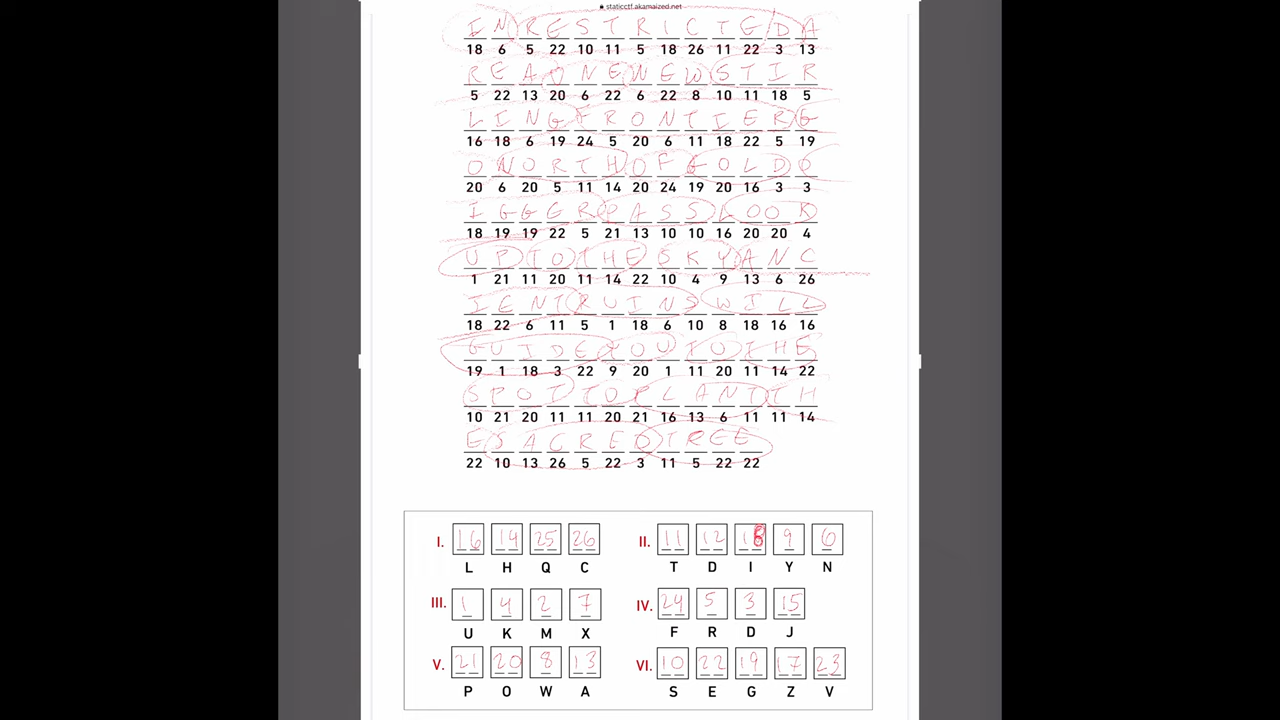 staticctf.akamaized.net
I N R E S T R I C T E D A
18 6 5 22 10 11 5 18 26 11 22 3 13
R E A D N E W N E W S T I R
5 22 13 20 6 22 6 22 8 10 11 18 5
L I N G F R O N T I E R G
16 18 6 19 24 5 20 6 11 18 22 5 19
O N O R T H O F G O L D D
20 6 20 5 11 14 20 24 19 20 16 3 3
I G G E R P A S S L O O K
18 19 19 22 5 21 13 10 10 16 20 20 4
U P T O T H E S K Y A N C
1 21 11 20 11 14 22 10 4 9 13 6 26
I E N T R U I N S W I L L
18 22 6 11 5 1 18 6 10 8 18 16 16
G U I D E Y O U T O T H E
19 1 18 3 22 9 20 1 11 20 11 14 22
S P O T T O P L A N T T H
10 21 20 11 11 20 21 16 13 6 11 11 14
E S A C R E D T R E E
22 10 13 26 5 22 3 11 5 22 22
I. 16 14 25 26 II. 11 12 18 9 6
L H Q C T D I Y N
III. 1 4 2 7 IV. 24 5 3 15
U K M X F R D J
V. 21 20 8 13 VI. 10 22 19 17 23
P O W A S E G Z V